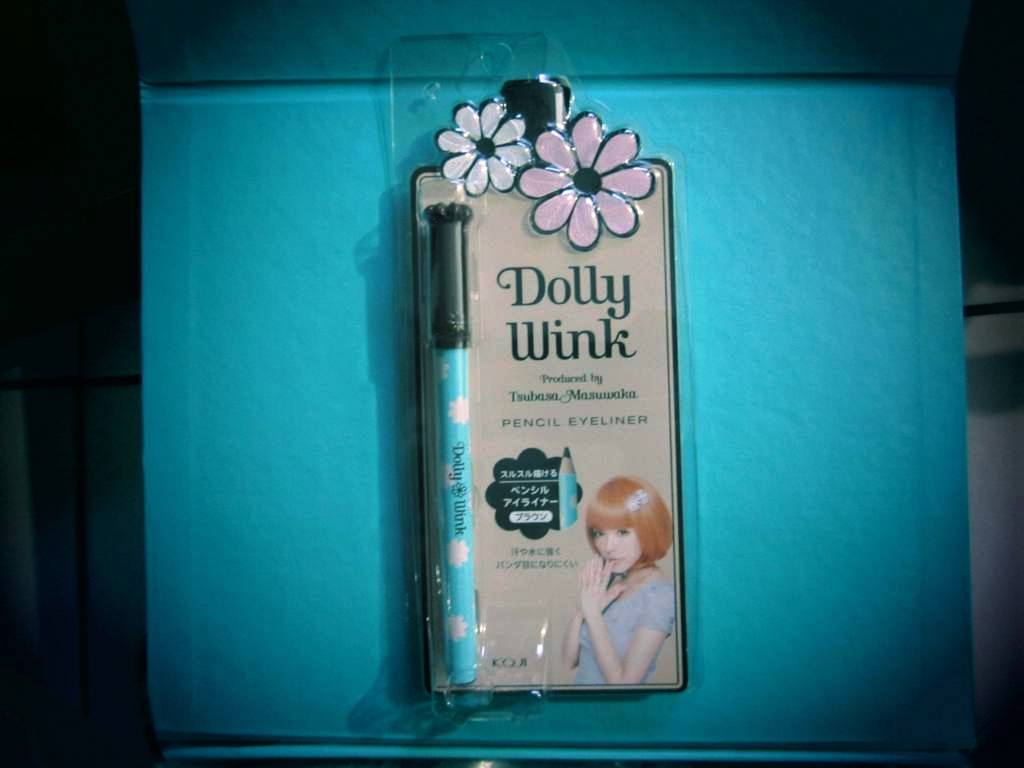 Dolly
Wink
Produced by
Tsubasa Masuwaka
PENCIL EYELINER
スルスル描ける
ペンシル
アイライナー
ブラウン
汗や水に強く
パンダ目になりにくい
KOJI
Dolly Wink